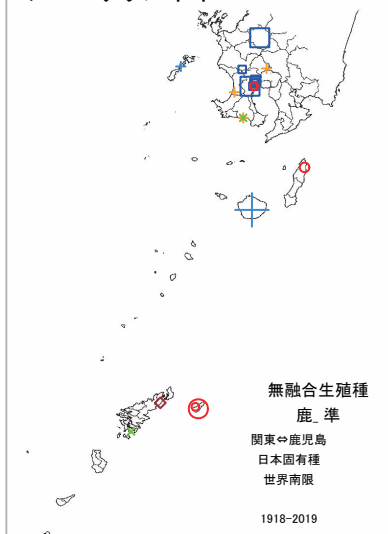 無融合生殖種
鹿_準
関東⇔鹿児島
日本固有種
世界南限
1918-2019